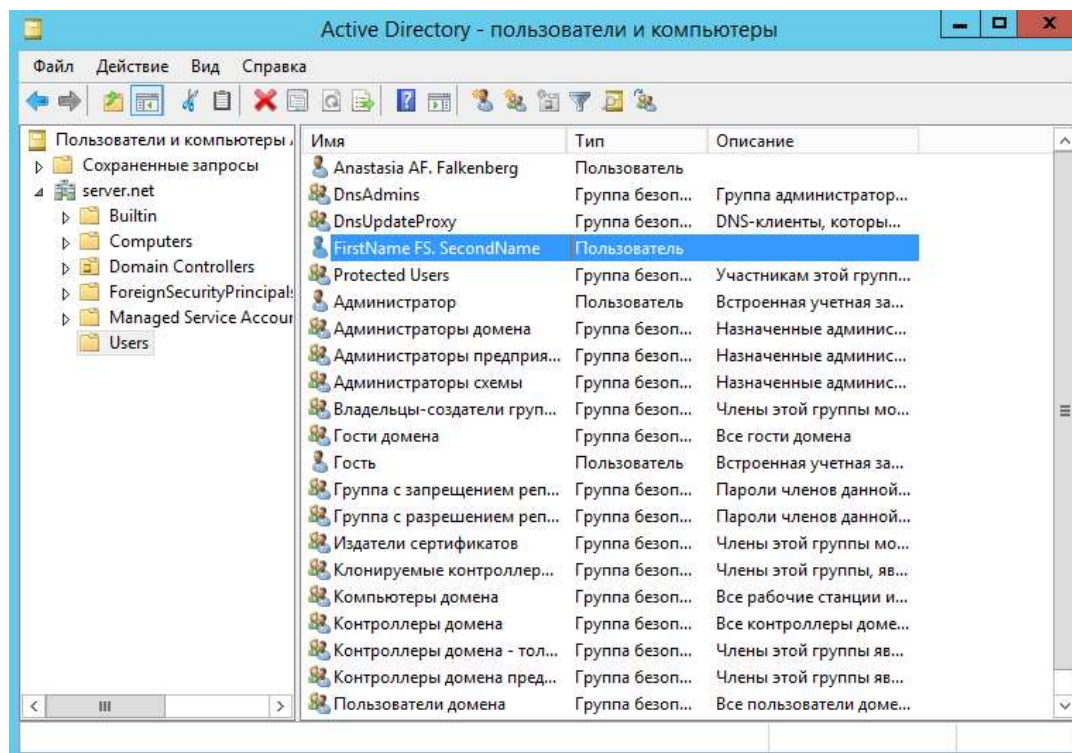 Active Directory - пользователи и компьютеры
Файл Действие Вид Справка
Пользователи и компьютеры
Сохраненные запросы
server.net
Builtin
Computers
Domain Controllers
ForeignSecurityPrincipal
Managed Service Accour
Users
Имя Тип Описание
Anastasia AF. Falkenberg Пользователь
DnsAdmins Группа безоп... Группа администратор...
DnsUpdateProxy Группа безоп... DNS-клиенты, которы...
FirstName FS. SecondName Пользователь
Protected Users Группа безоп... Участникам этой групп...
Администратор Пользователь Встроенная учетная за...
Администраторы домена Группа безоп... Назначенные админис...
Администраторы предприя... Группа безоп... Назначенные админис...
Администраторы схемы Группа безоп... Назначенные админис...
Владельцы-создатели груп... Группа безоп... Члены этой группы мо...
Гости домена Группа безоп... Все гости домена
Гость Пользователь Встроенная учетная за...
Группа с запрещением реп... Группа безоп... Пароли членов данной...
Группа с разрешением реп... Группа безоп... Пароли членов данной...
Издатели сертификатов Группа безоп... Члены этой группы мо...
Клонируемые контроллер... Группа безоп... Члены этой группы, яв...
Компьютеры домена Группа безоп... Все рабочие станции и...
Контроллеры домена Группа безоп... Все контроллеры доме...
Контроллеры домена - тол... Группа безоп... Члены этой группы яв...
Контроллеры домена пред... Группа безоп... Члены этой группы яв...
Пользователи домена Группа безоп... Все пользователи доме...